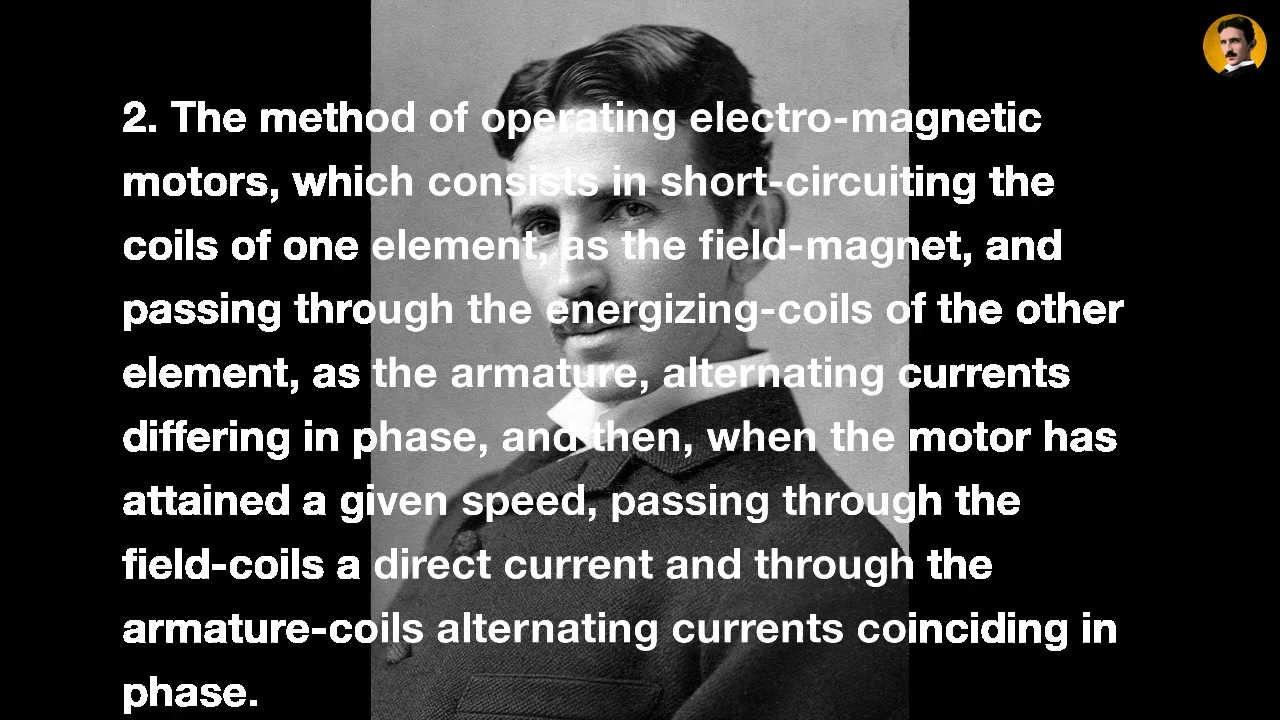 2. The method of operating electro-magnetic
motors, which consists in short-circuiting the
coils of one element, as the field-magnet, and
passing through the energizing-coils of the other
element, as the armature, alternating currents
differing in phase, and then, when the motor has
attained a given speed, passing through the
field-coils a direct current and through the
armature-coils alternating currents coinciding in
phase.